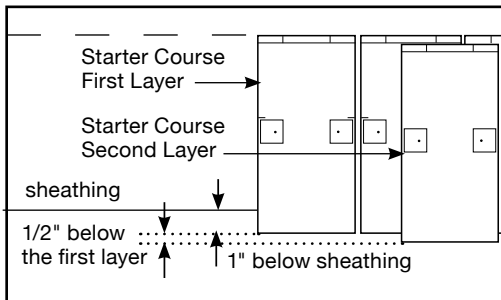 Starter Course
First Layer
Starter Course
Second Layer
sheathing
1/2" below
the first layer
1" below sheathing